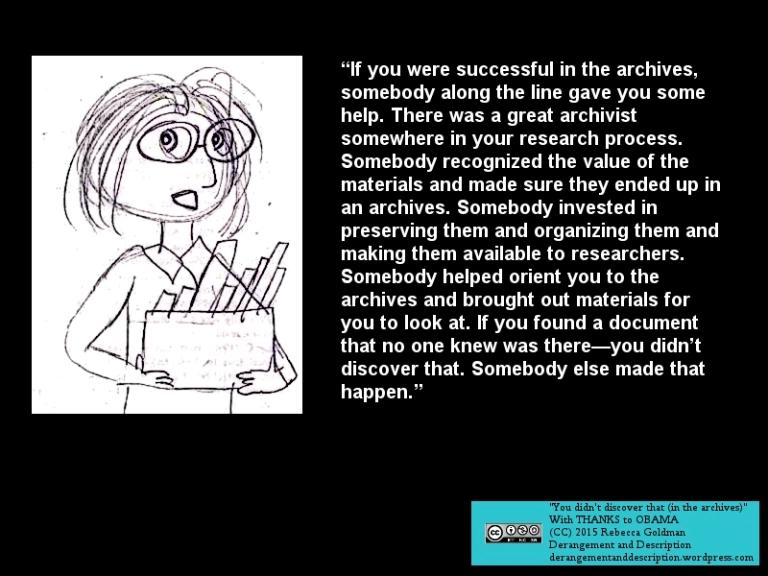 “If you were successful in the archives,
somebody along the line gave you some
help. There was a great archivist
somewhere in your research process.
Somebody recognized the value of the
materials and made sure they ended up in
an archives. Somebody invested in
preserving them and organizing them and
making them available to researchers.
Somebody helped orient you to the
archives and brought out materials for
you to look at. If you found a document
that no one knew was there—you didn’t
discover that. Somebody else made that
happen.”
"You didn't discover that (in the archives)"
With THANKS to OBAMA
(CC) 2015 Rebecca Goldman
Derangement and Description
derangementanddescription.wordpress.com
cc
BY NC SA